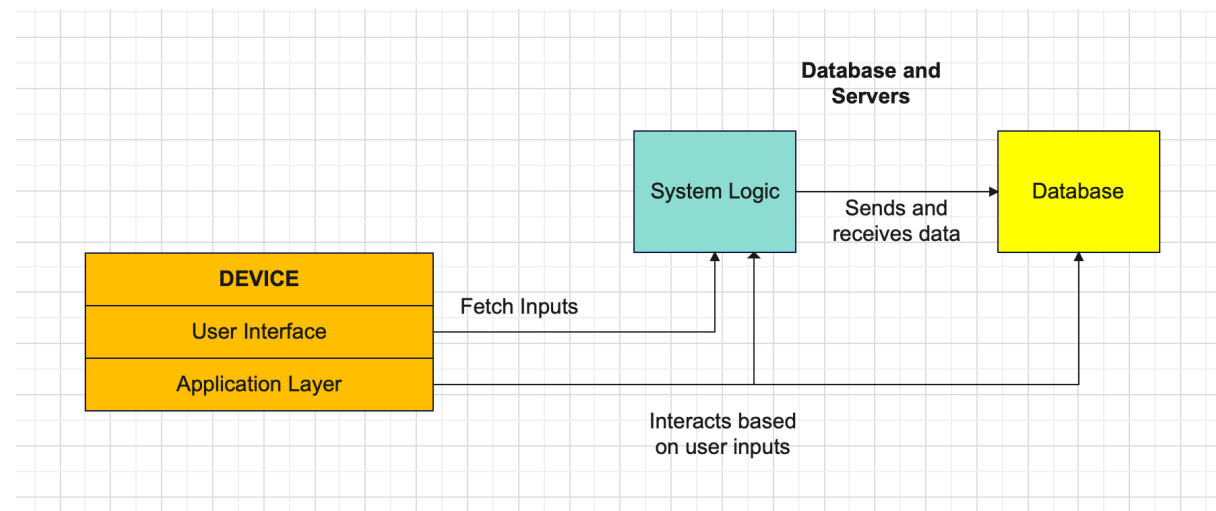 Database and
Servers
System Logic
Database
Sends and
receives data
DEVICE
User Interface
Application Layer
Fetch Inputs
Interacts based
on user inputs